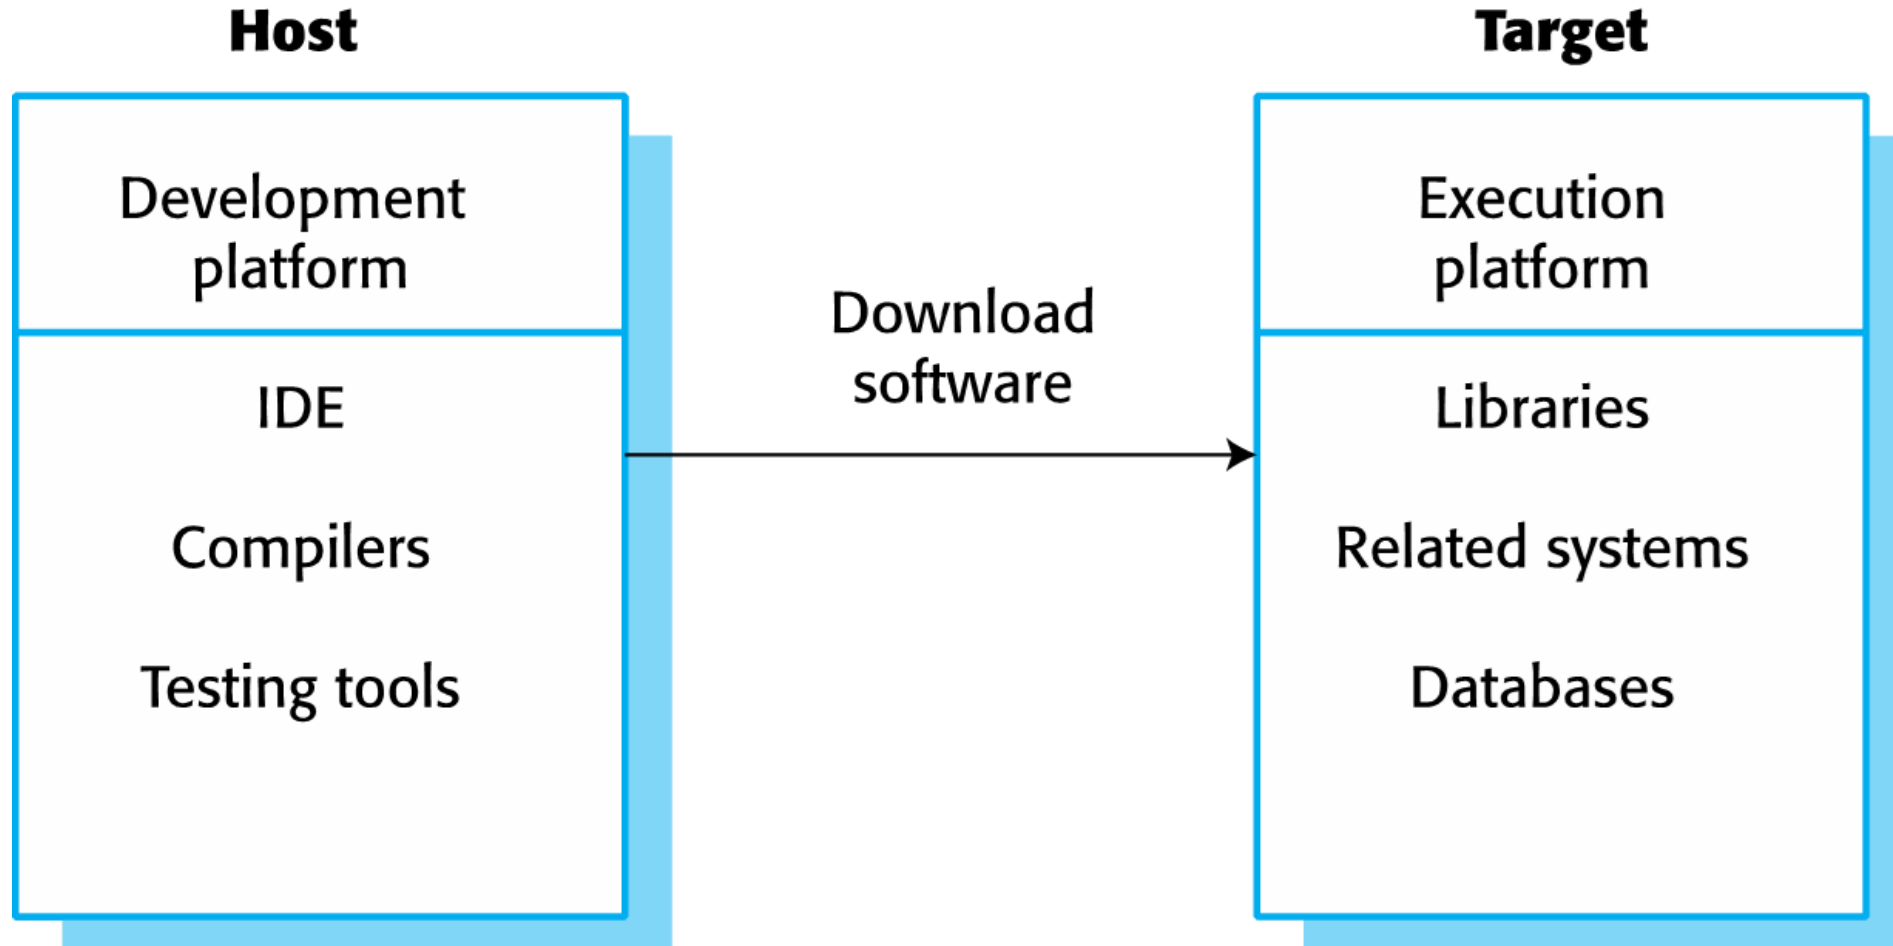 Host
Development
platform
IDE
Compilers
Testing tools
Download
software
Target
Execution
platform
Libraries
Related systems
Databases